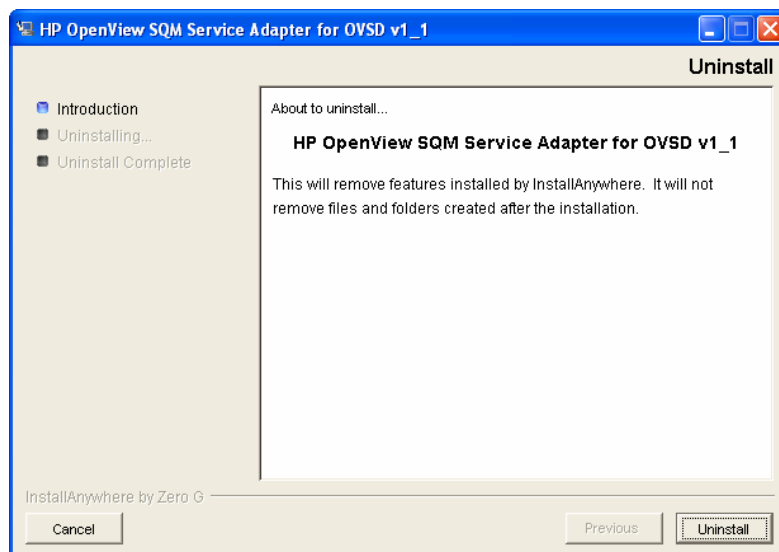 HP OpenView SQM Service Adapter for OVSD v1_1
Uninstall
Introduction
Uninstalling...
Uninstall Complete
About to uninstall...
HP OpenView SQM Service Adapter for OVSD v1_1
This will remove features installed by InstallAnywhere. It will not
remove files and folders created after the installation.
InstallAnywhere by Zero G
Cancel
Previous
Uninstall